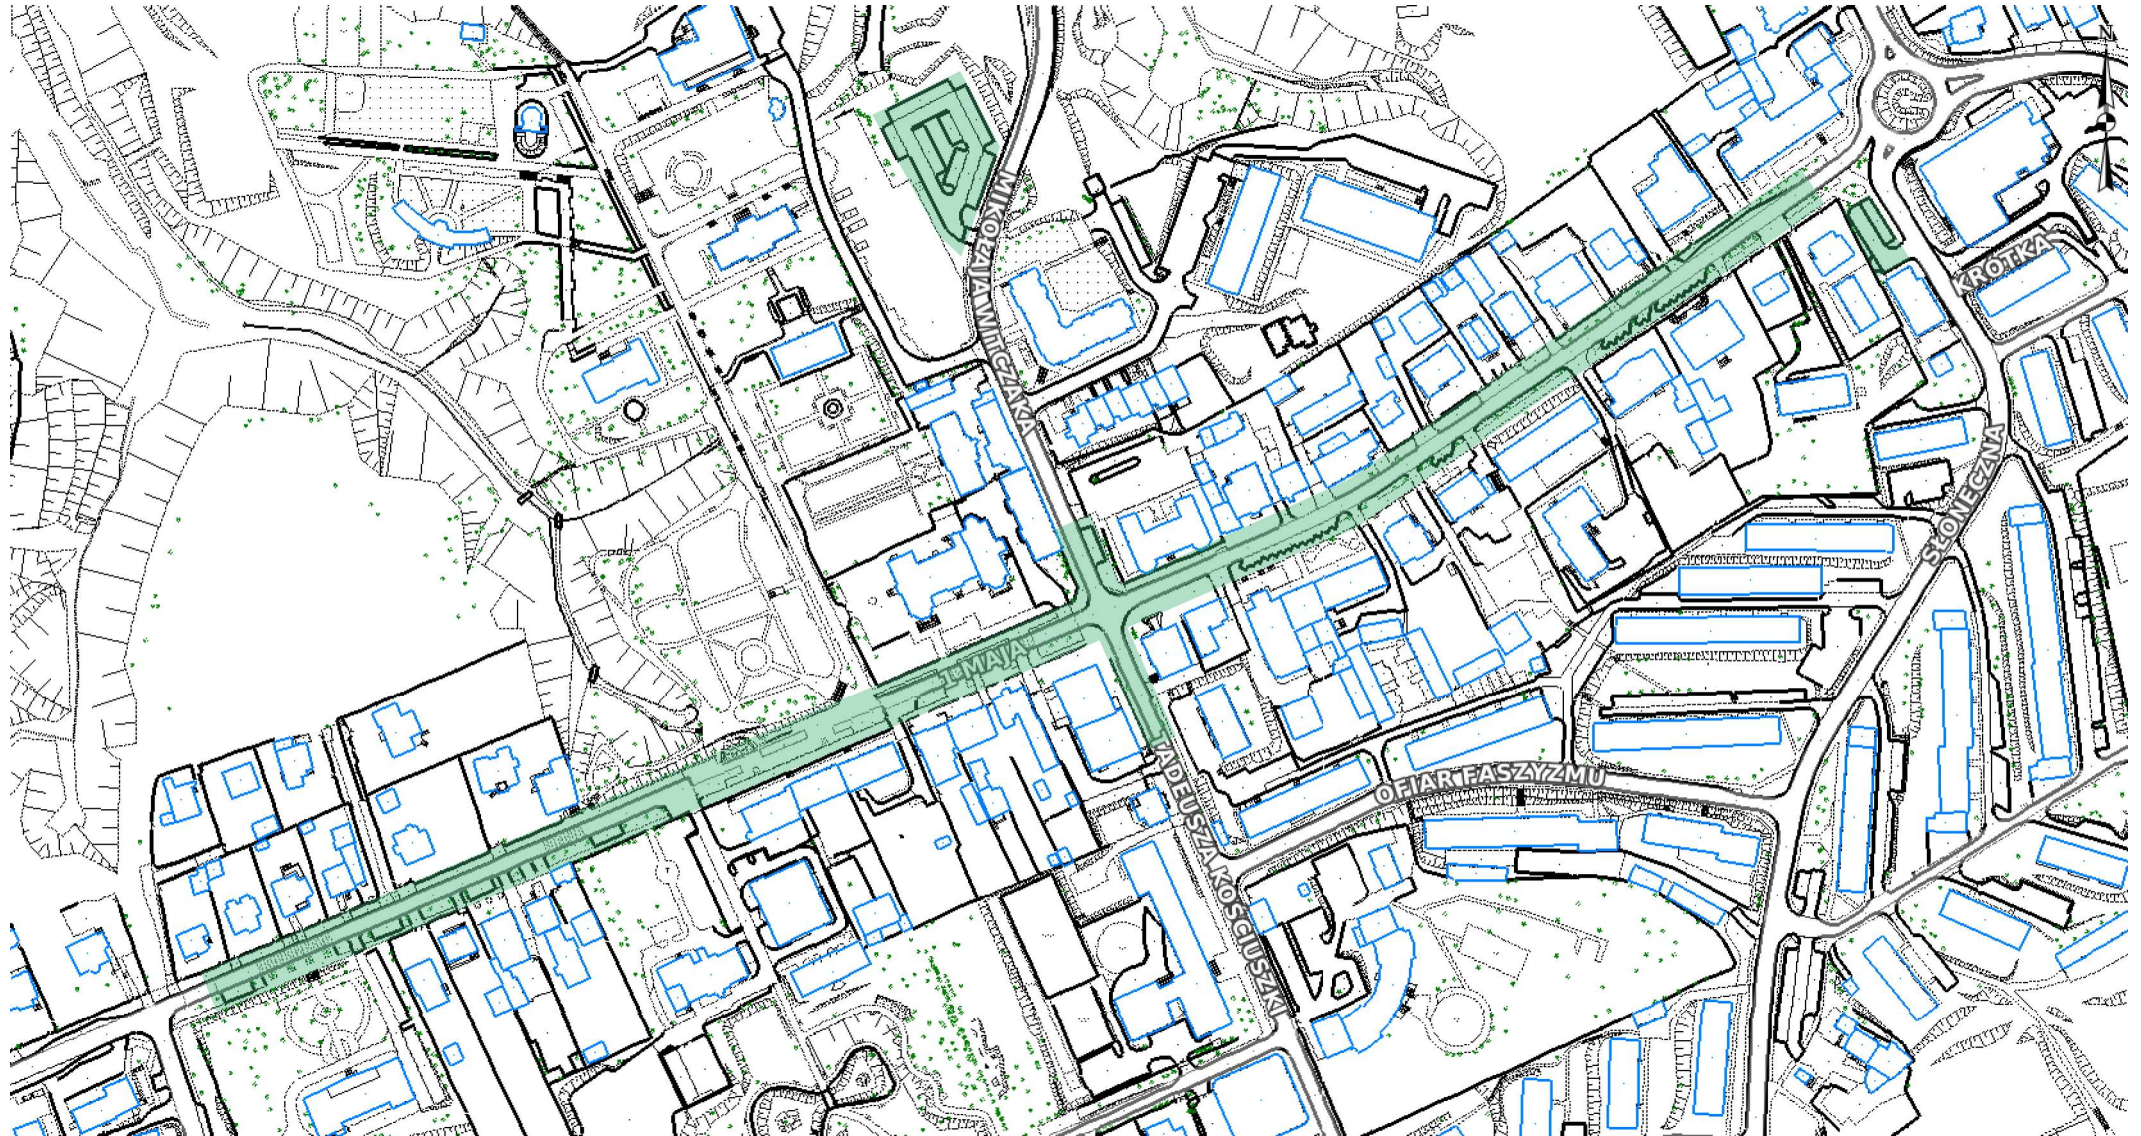 N
MIKOŁAJA WITCZAKA
KRÓTKA
SŁONECZNA
1 MAJA
OFIAR FASZYZMU
TADEUSZA KOŚCIUSZKI